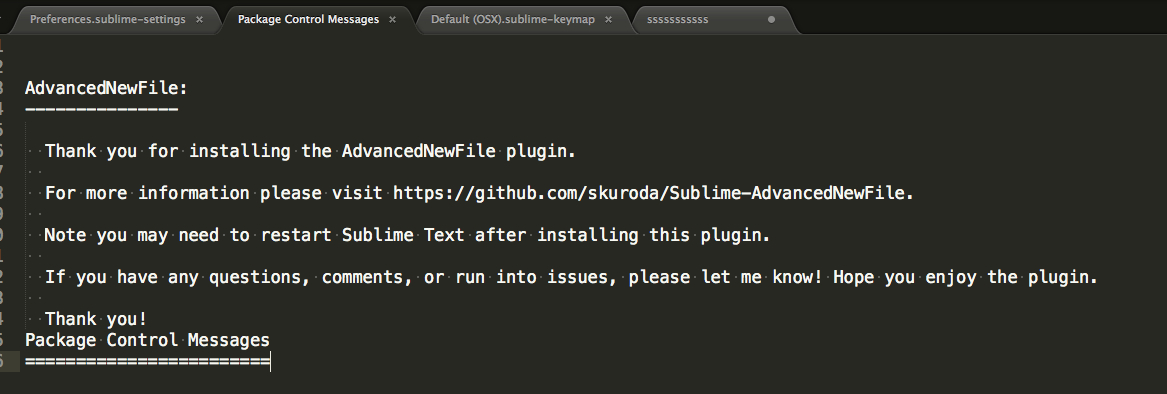 Preferences.sublime-settings ×
Package Control Messages ×
Default (OSX).sublime-keymap ×
sssssssssss
AdvancedNewFile:
---------------
Thank you for installing the AdvancedNewFile plugin.
For more information please visit https://github.com/skuroda/Sublime-AdvancedNewFile.
Note you may need to restart Sublime Text after installing this plugin.
If you have any questions, comments, or run into issues, please let me know! Hope you enjoy the plugin.
Thank you!
Package Control Messages
========================